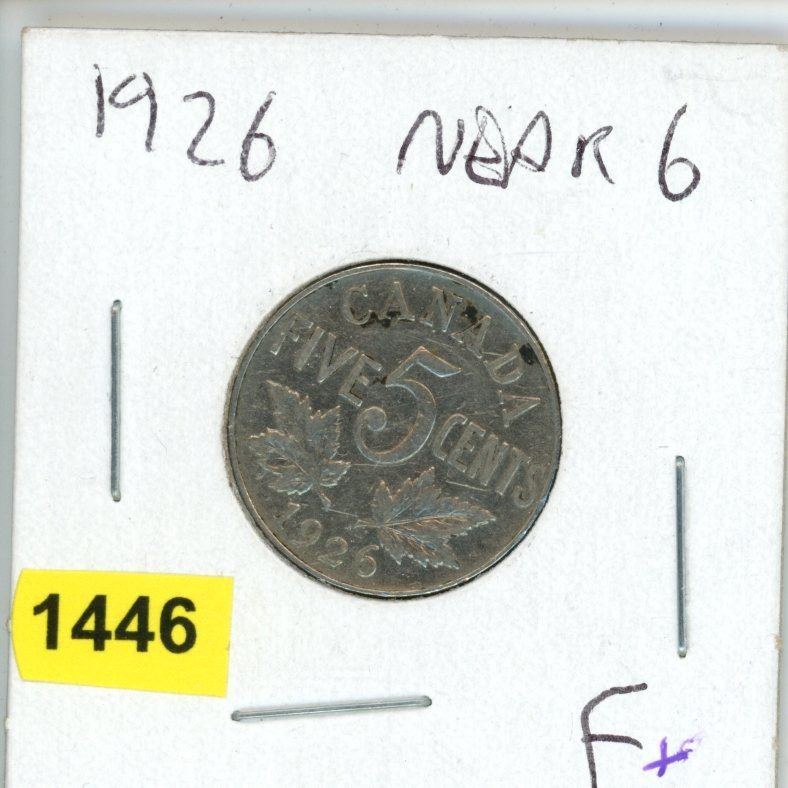 1926 NEAR 6
CANADA
FIVE 5 CENTS
1926
1446
F+